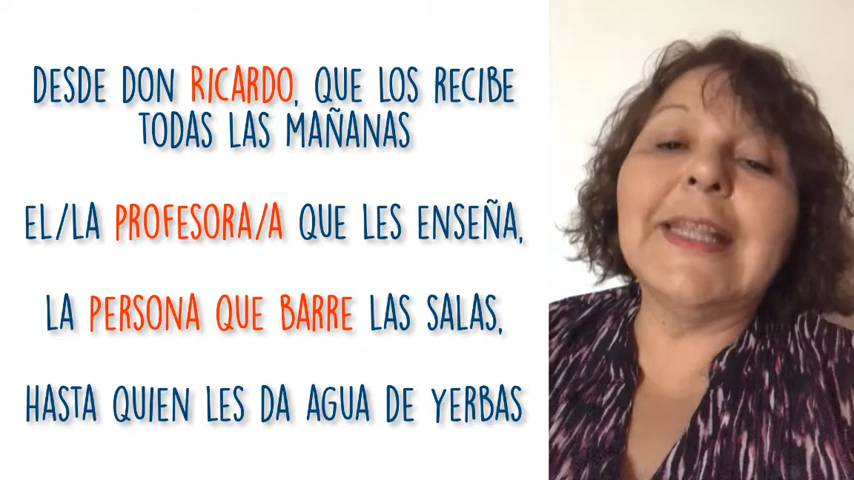 DESDE DON RICARDO, QUE LOS RECIBE
TODAS LAS MAÑANAS
EL/LA PROFESORA/A QUE LES ENSEÑA,
LA PERSONA QUE BARRE LAS SALAS,
HASTA QUIEN LES DA AGUA DE YERBAS